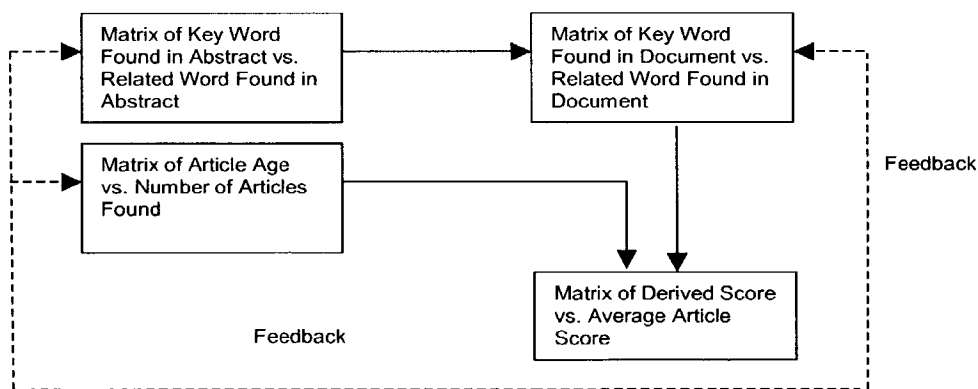 Matrix of Key Word
Found in Abstract vs.
Related Word Found in
Abstract
Matrix of Key Word
Found in Document vs.
Related Word Found in
Document
Matrix of Article Age
vs. Number of Articles
Found
Feedback
Matrix of Derived Score
vs. Average Article
Score
Feedback